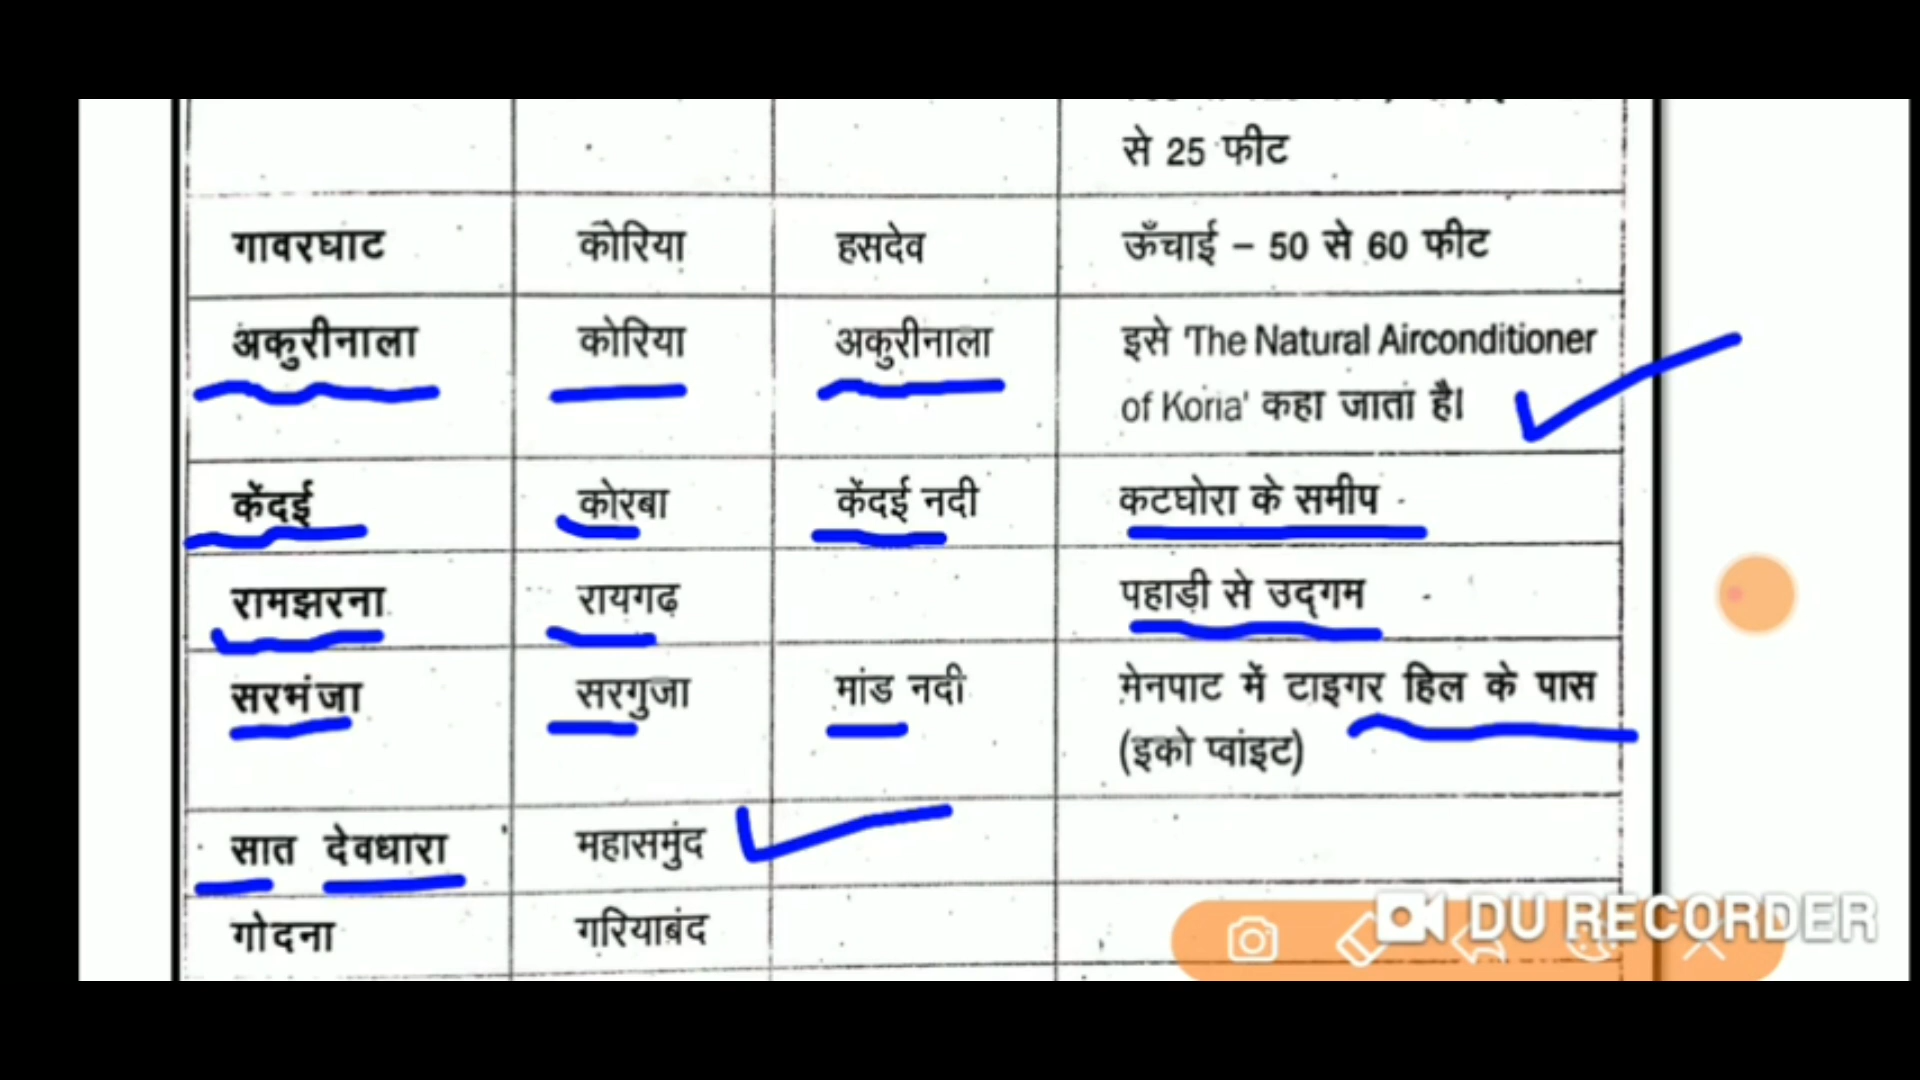 से 25 फीट
गावरघाट कोरिया हसदेव ऊँचाई – 50 से 60 फीट
अकुरीनाला कोरिया अकुरीनाला इसे 'The Natural Airconditioner
of Koria' कहा जाता है।
केंदई कोरबा केंदई नदी कटघोरा के समीप
रामझरना रायगढ़ पहाड़ी से उद्गम
सरभंजा सरगुजा मांड नदी मेनपाट में टाइगर हिल के पास
(इको प्वांइट)
सात देवधारा महासमुंद
गोदना गरियाबंद
DU RECORDER